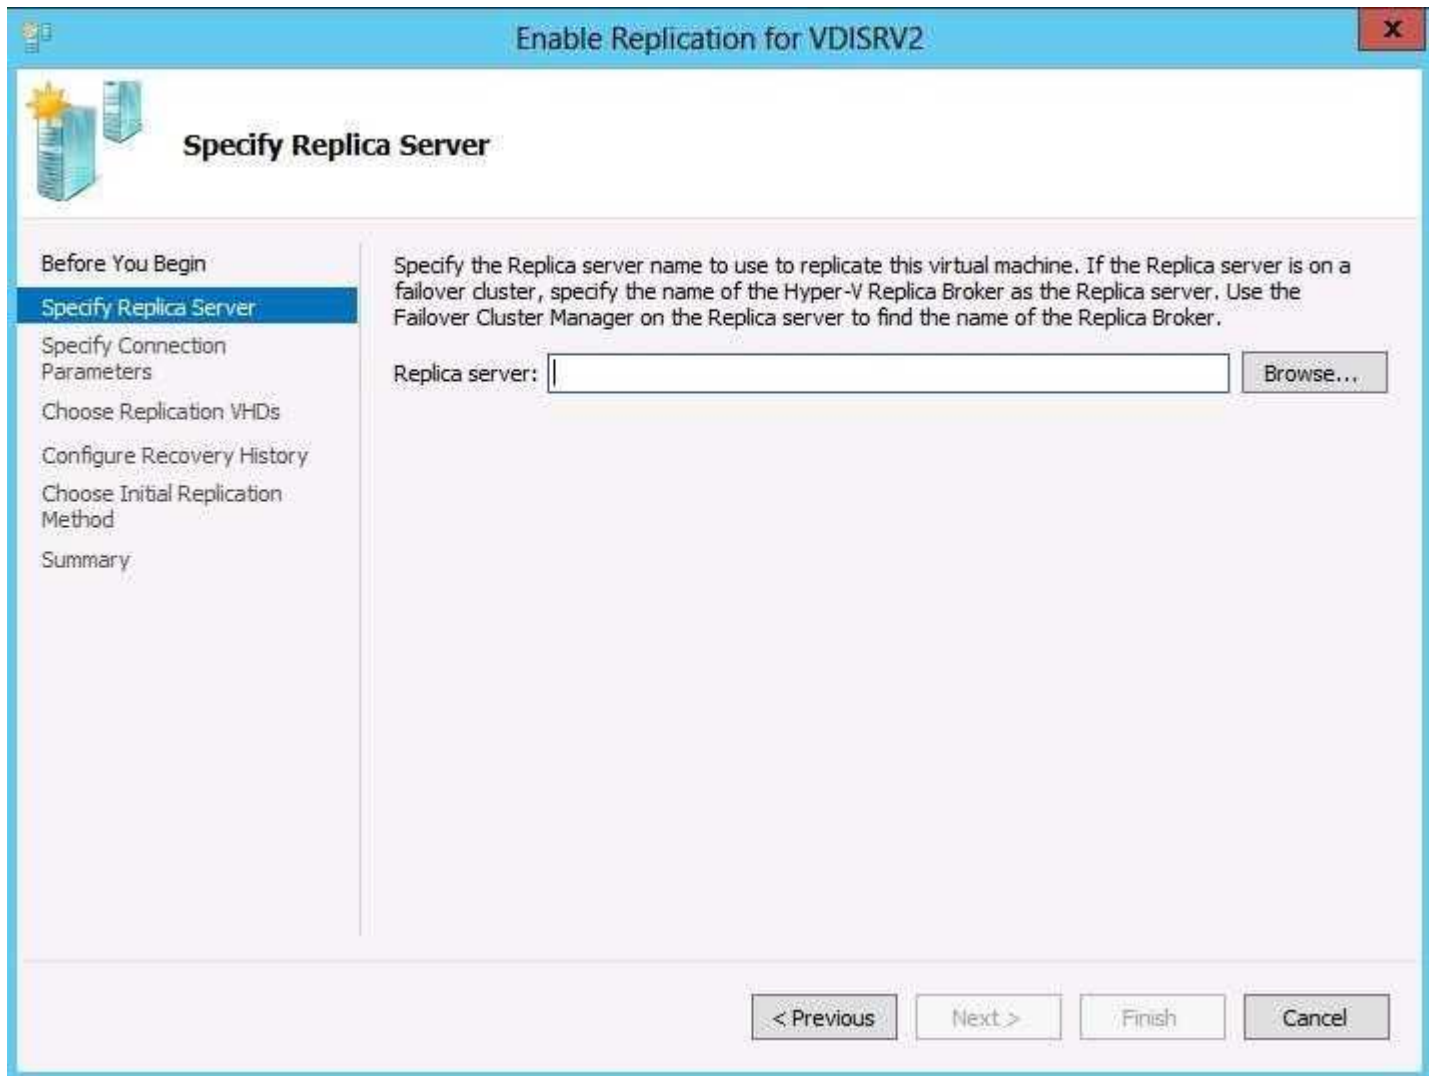 Enable Replication for VDISRV2
x
Specify Replica Server
Before You Begin
Specify Replica Server
Specify Connection
Parameters
Choose Replication VHDs
Configure Recovery History
Choose Initial Replication
Method
Summary
Specify the Replica server name to use to replicate this virtual machine. If the Replica server is on a
failover cluster, specify the name of the Hyper-V Replica Broker as the Replica server. Use the
Failover Cluster Manager on the Replica server to find the name of the Replica Broker.
Replica server:
Browse...
< Previous
Next >
Finish
Cancel